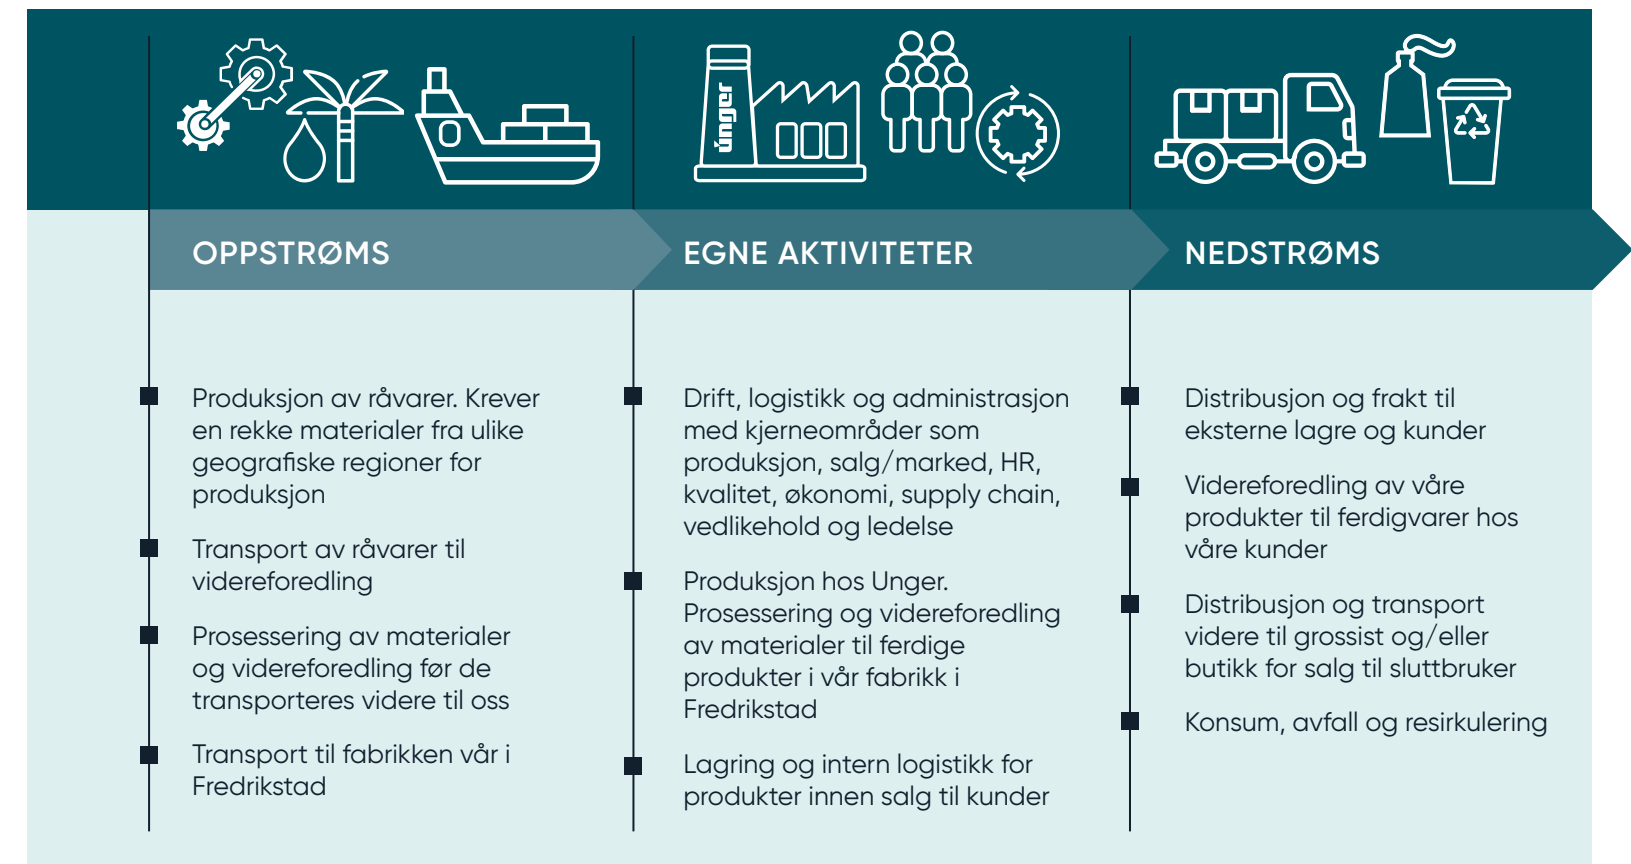 unger
OPPSTRØMS
Produksjon av råvarer. Krever
en rekke materialer fra ulike
geografiske regioner for
produksjon
Transport av råvarer til
videreforedling
Prosessering av materialer
og videreforedling før de
transporteres videre til oss
Transport til fabrikken vår i
Fredrikstad
EGNE AKTIVITETER
Drift, logistikk og administrasjon
med kjerneområder som
produksjon, salg/marked, HR,
kvalitet, økonomi, supply chain,
vedlikehold og ledelse
Produksjon hos Unger.
Prosessering og videreforedling
av materialer til ferdige
produkter i vår fabrikk i
Fredrikstad
Lagring og intern logistikk for
produkter innen salg til kunder
NEDSTRØMS
Distribusjon og frakt til
eksterne lagre og kunder
Videreforedling av våre
produkter til ferdigvarer hos
våre kunder
Distribusjon og transport
videre til grossist og/eller
butikk for salg til sluttbruker
Konsum, avfall og resirkulering